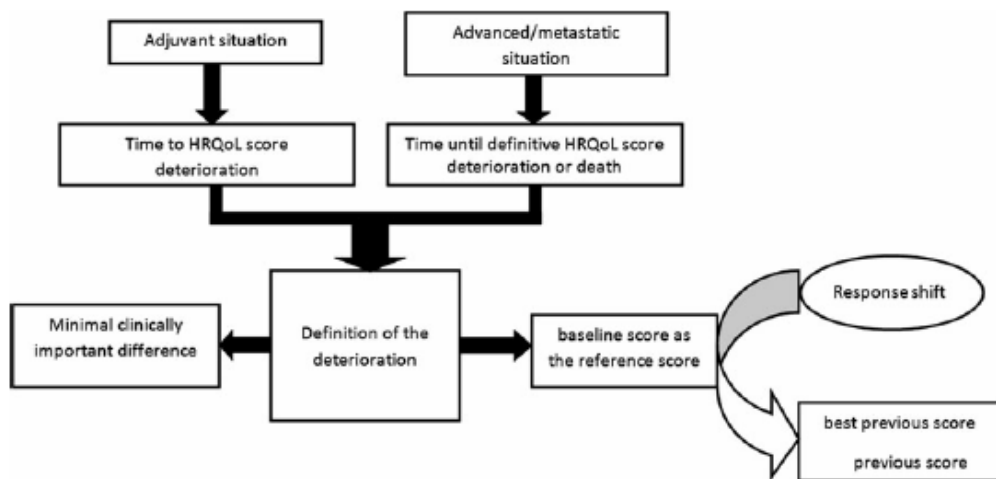 Adjuvant situation
Advanced/metastatic
situation
Time to HRQoL score
deterioration
Time until definitive HRQoL score
deterioration or death
Minimal clinically
important difference
Definition of the
deterioration
baseline score as
the reference score
Response shift
best previous score
previous score